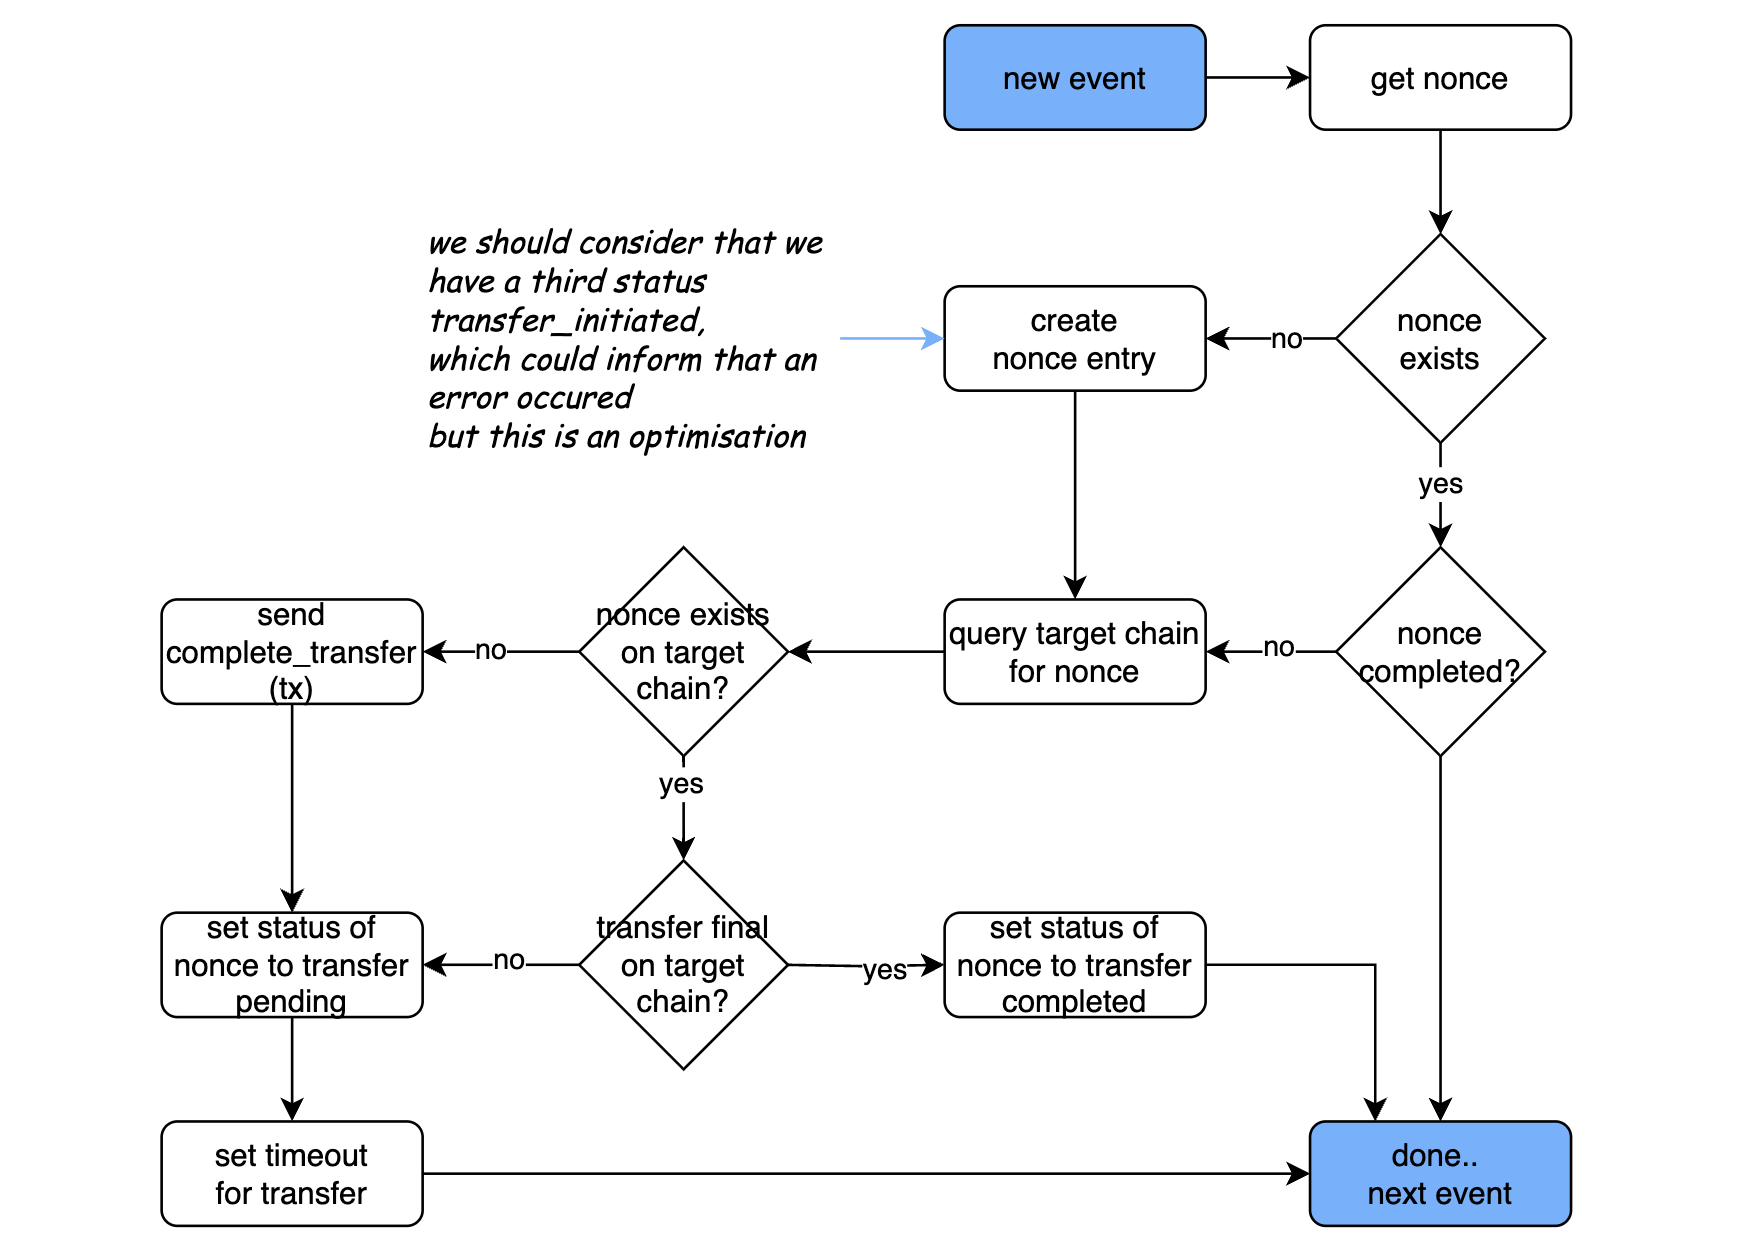 new event
get nonce
we should consider that we
have a third status
transfer_initiated,
which could inform that an
error occured
but this is an optimisation
create
nonce entry
no
nonce
exists
yes
send
complete_transfer
(tx)
no
nonce exists
on target
chain?
query target chain
for nonce
no
nonce
completed?
yes
set status of
nonce to transfer
pending
no
transfer final
on target
chain?
yes
set status of
nonce to transfer
completed
set timeout
for transfer
done..
next event